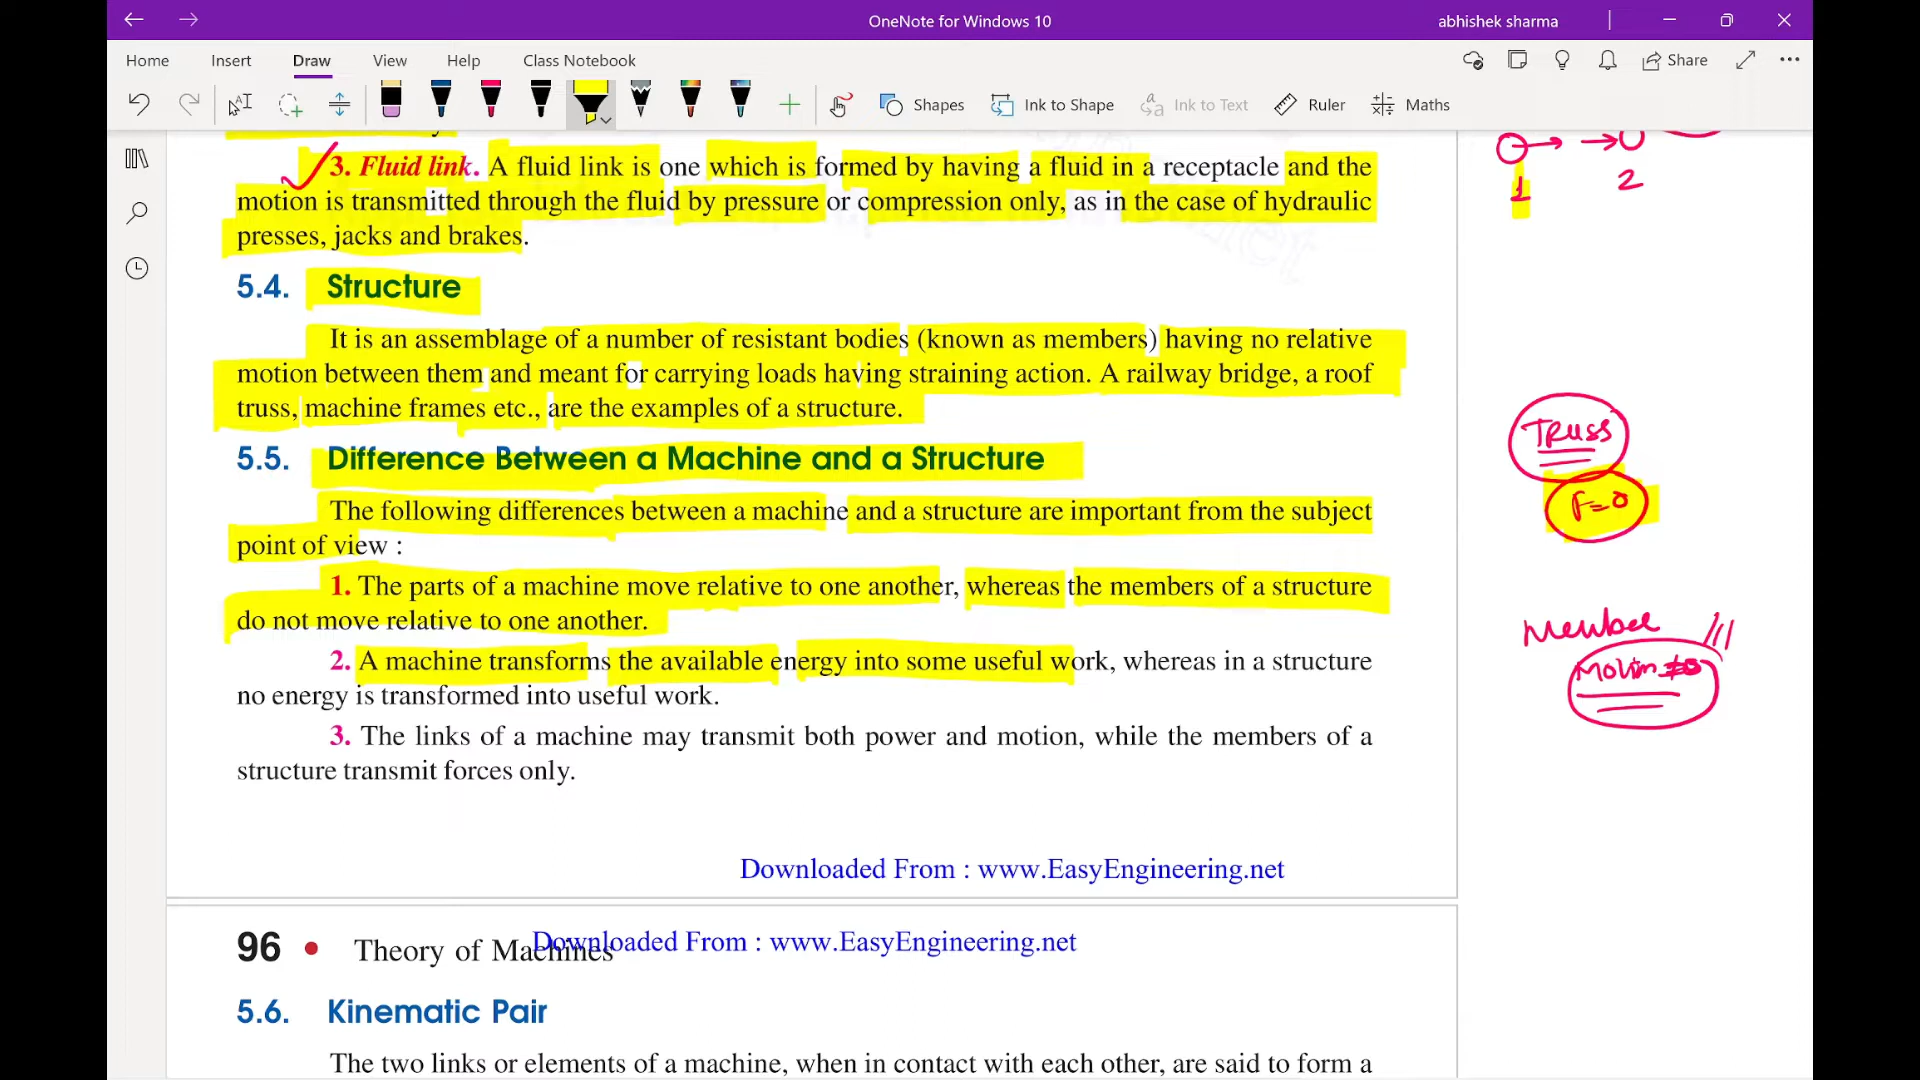 OneNote for Windows 10
abhishek sharma
Home Insert Draw View Help Class Notebook Share
Shapes Ink to Shape Ink to Text Ruler Maths
3. Fluid link. A fluid link is one which is formed by having a fluid in a receptacle and the
motion is transmitted through the fluid by pressure or compression only, as in the case of hydraulic
presses, jacks and brakes.
1 2
5.4. Structure
It is an assemblage of a number of resistant bodies (known as members) having no relative
motion between them and meant for carrying loads having straining action. A railway bridge, a roof
truss, machine frames etc., are the examples of a structure.
Truss
F=0
5.5. Difference Between a Machine and a Structure
The following differences between a machine and a structure are important from the subject
point of view :
1. The parts of a machine move relative to one another, whereas the members of a structure
do not move relative to one another.
Member
2. A machine transforms the available energy into some useful work, whereas in a structure
no energy is transformed into useful work.
3. The links of a machine may transmit both power and motion, while the members of a
structure transmit forces only.
Downloaded From : www.EasyEngineering.net
96 • Theory of Machines
Downloaded From : www.EasyEngineering.net
5.6. Kinematic Pair
The two links or elements of a machine, when in contact with each other, are said to form a